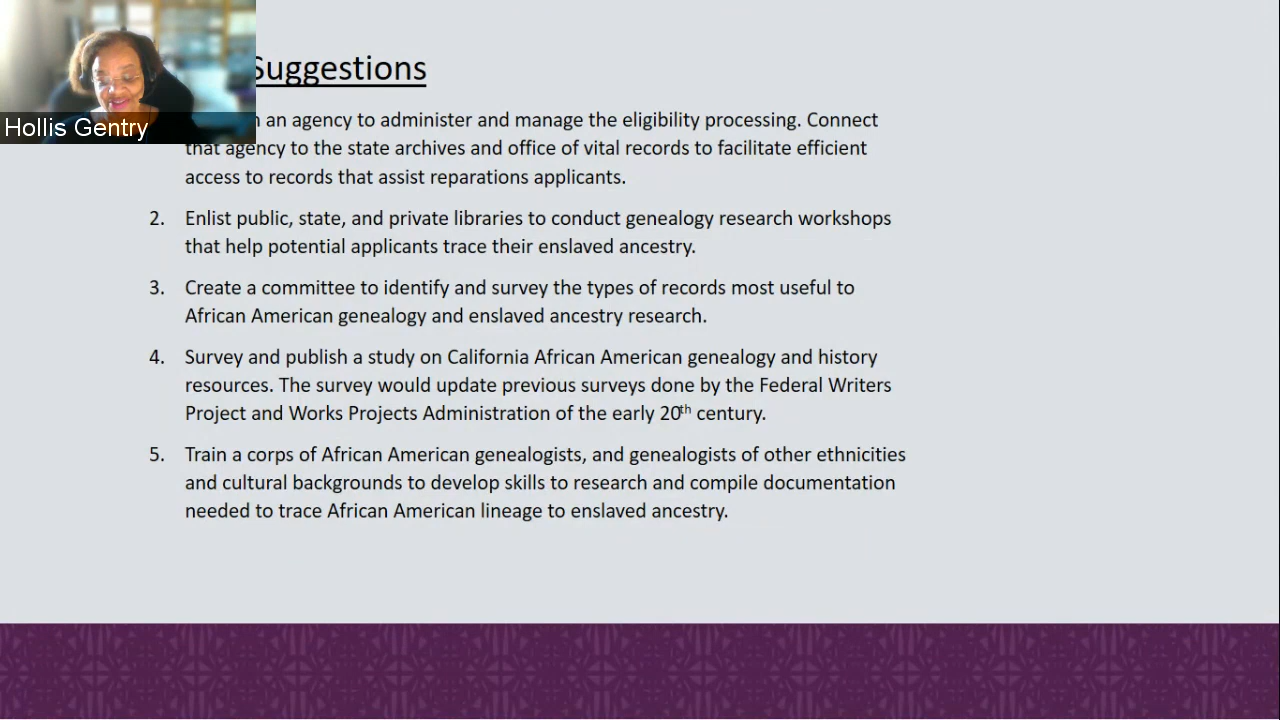 Suggestions
Hollis Gentry
an agency to administer and manage the eligibility processing. Connect
that agency to the state archives and office of vital records to facilitate efficient
access to records that assist reparations applicants.
2. Enlist public, state, and private libraries to conduct genealogy research workshops
that help potential applicants trace their enslaved ancestry.
3. Create a committee to identify and survey the types of records most useful to
African American genealogy and enslaved ancestry research.
4. Survey and publish a study on California African American genealogy and history
resources. The survey would update previous surveys done by the Federal Writers
Project and Works Projects Administration of the early 20th century.
5. Train a corps of African American genealogists, and genealogists of other ethnicities
and cultural backgrounds to develop skills to research and compile documentation
needed to trace African American lineage to enslaved ancestry.